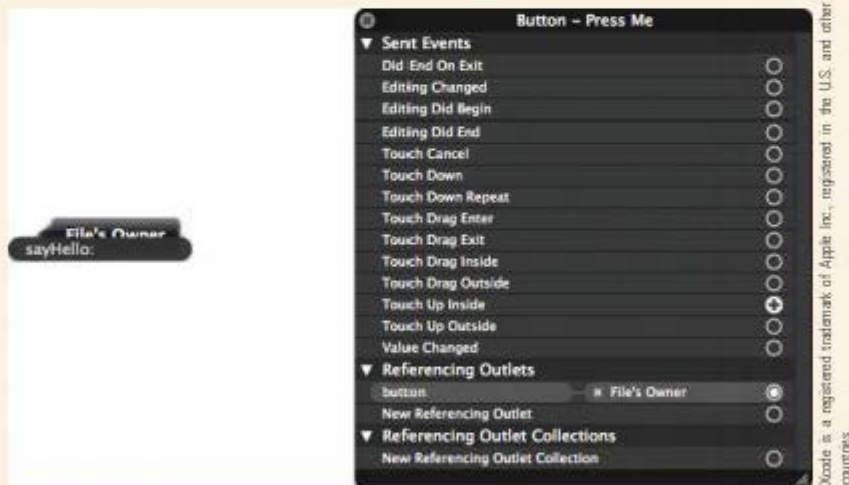 Button – Press Me
Sent Events
Did End On Exit
Editing Changed
Editing Did Begin
Editing Did End
Touch Cancel
Touch Down
Touch Down Repeat
Touch Drag Enter
Touch Drag Exit
Touch Drag Inside
Touch Drag Outside
Touch Up Inside
Touch Up Outside
Value Changed
Referencing Outlets
button File's Owner
New Referencing Outlet
Referencing Outlet Collections
New Referencing Outlet Collection
File's Owner
sayHello:
Xcode is a registered trademark of Apple Inc., registered in the U.S. and other
countries